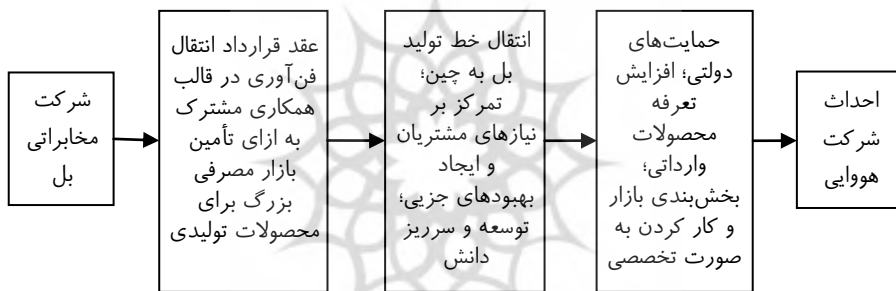 شرکت
مخابراتی
بل
عقد قرارداد انتقال
فن‌آوری در قالب
همکاری مشترک
به ازای تأمین
بازار مصرفی
بزرگ برای
محصولات تولیدی
انتقال خط تولید
بل به چین؛
تمرکز بر
نیازهای مشتریان
و ایجاد
بهبودهای جزیی؛
توسعه و سرریز
دانش
حمایت‌های
دولتی؛ افزایش
تعرفه
محصولات
وارداتی؛
بخش‌بندی بازار
و کار کردن به
صورت تخصصی
احداث
شرکت
هووایی